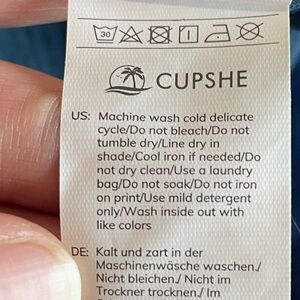 30
CUPSHE
US: Machine wash cold delicate
cycle/Do not bleach/Do not
tumble dry/Line dry in
shade/Cool iron if needed/Do
not dry clean/Use a laundry
bag/Do not soak/Do not iron
on print/Use mild detergent
only/Wash inside out with
like colors
DE: Kalt und zart in der
Maschinenwäsche waschen./
Nicht bleichen./ Nicht im
Trockner trocknen./ Im